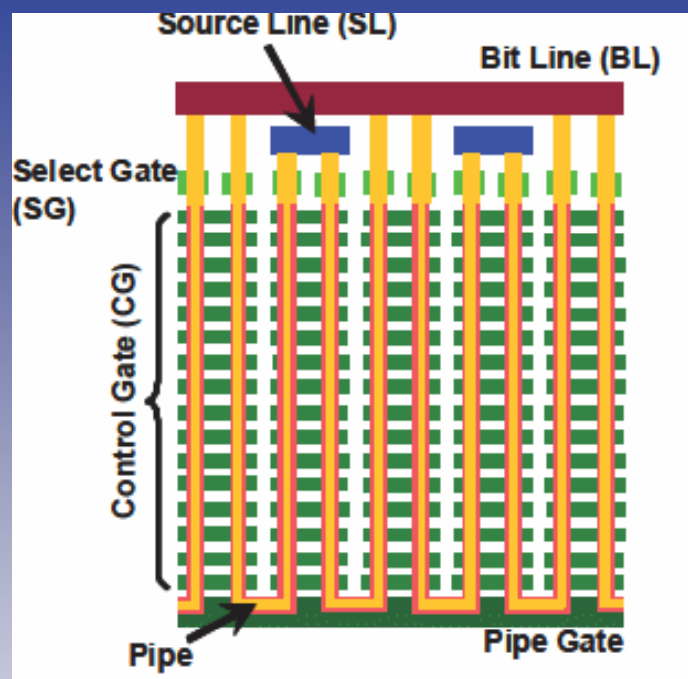 Source Line (SL)
Bit Line (BL)
Select Gate
(SG)
Control Gate (CG)
Pipe
Pipe Gate